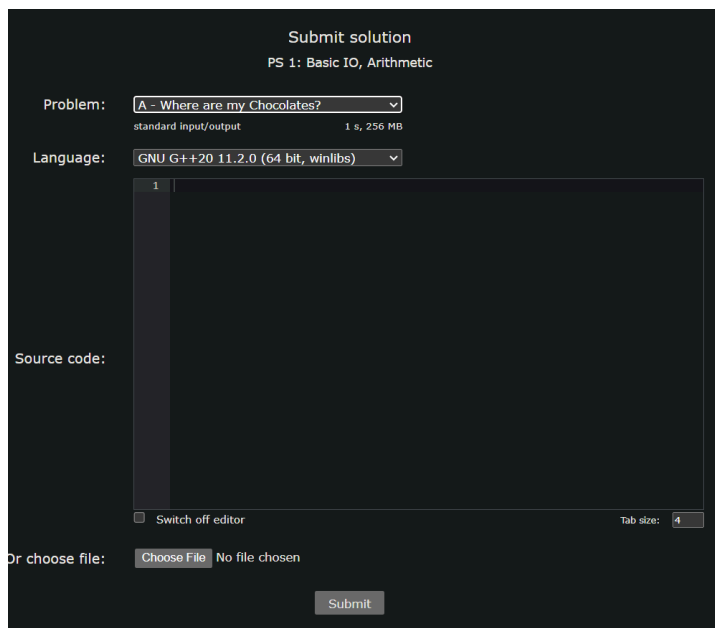 Submit solution
PS 1: Basic IO, Arithmetic
Problem:
A - Where are my Chocolates?
standard input/output 1 s, 256 MB
Language:
GNU G++20 11.2.0 (64 bit, winlibs)
1
Source code:
Switch off editor Tab size: 4
Or choose file:
Choose File No file chosen
Submit